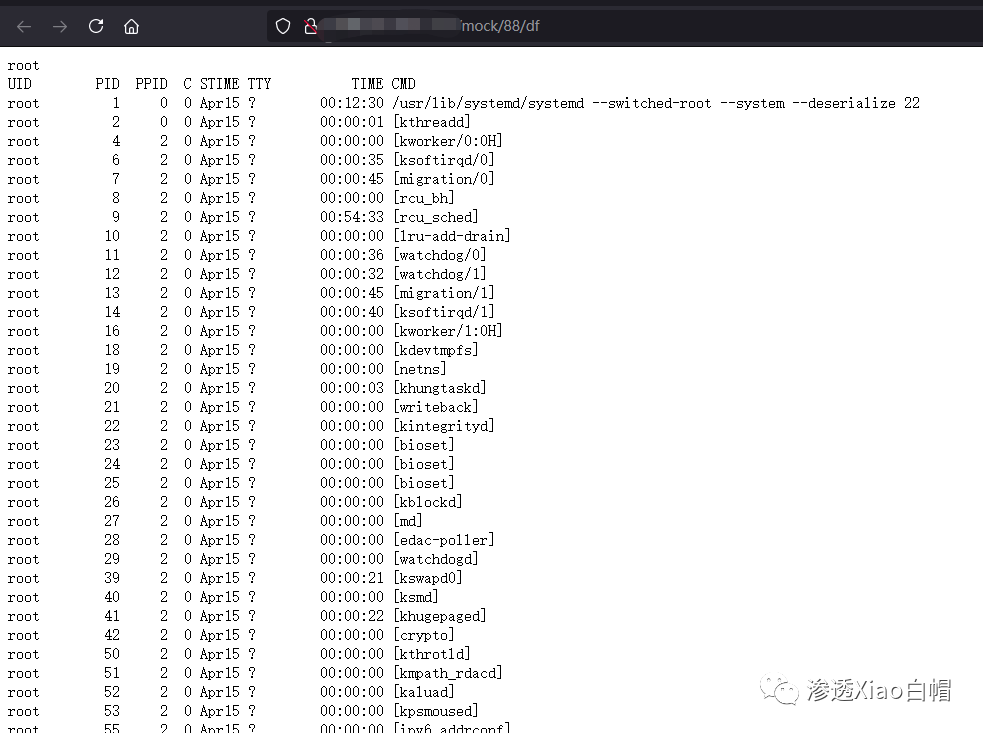 /mock/88/df
root
UID PID PPID C STIME TTY TIME CMD
root 1 0 0 Apr15 ? 00:12:30 /usr/lib/systemd/systemd --switched-root --system --deserialize 22
root 2 0 0 Apr15 ? 00:00:01 [kthreadd]
root 4 2 0 Apr15 ? 00:00:00 [kworker/0:0H]
root 6 2 0 Apr15 ? 00:00:35 [ksoftirqd/0]
root 7 2 0 Apr15 ? 00:00:45 [migration/0]
root 8 2 0 Apr15 ? 00:00:00 [rcu_bh]
root 9 2 0 Apr15 ? 00:54:33 [rcu_sched]
root 10 2 0 Apr15 ? 00:00:00 [lru-add-drain]
root 11 2 0 Apr15 ? 00:00:36 [watchdog/0]
root 12 2 0 Apr15 ? 00:00:32 [watchdog/1]
root 13 2 0 Apr15 ? 00:00:45 [migration/1]
root 14 2 0 Apr15 ? 00:00:40 [ksoftirqd/1]
root 16 2 0 Apr15 ? 00:00:00 [kworker/1:0H]
root 18 2 0 Apr15 ? 00:00:00 [kdevtmpfs]
root 19 2 0 Apr15 ? 00:00:00 [netns]
root 20 2 0 Apr15 ? 00:00:03 [khungtaskd]
root 21 2 0 Apr15 ? 00:00:00 [writeback]
root 22 2 0 Apr15 ? 00:00:00 [kintegrityd]
root 23 2 0 Apr15 ? 00:00:00 [bioset]
root 24 2 0 Apr15 ? 00:00:00 [bioset]
root 25 2 0 Apr15 ? 00:00:00 [bioset]
root 26 2 0 Apr15 ? 00:00:00 [kblockd]
root 27 2 0 Apr15 ? 00:00:00 [md]
root 28 2 0 Apr15 ? 00:00:00 [edac-poller]
root 29 2 0 Apr15 ? 00:00:00 [watchdogd]
root 39 2 0 Apr15 ? 00:00:21 [kswapd0]
root 40 2 0 Apr15 ? 00:00:00 [ksmd]
root 41 2 0 Apr15 ? 00:00:22 [khugepaged]
root 42 2 0 Apr15 ? 00:00:00 [crypto]
root 50 2 0 Apr15 ? 00:00:00 [kthrotld]
root 51 2 0 Apr15 ? 00:00:00 [kmpath_rdacd]
root 52 2 0 Apr15 ? 00:00:00 [kaluad]
root 53 2 0 Apr15 ? 00:00:00 [kpsmoused]
root 55 2 0 Apr15 ? 00:00:00 [ipv6_addrconf]
渗透Xiao白帽